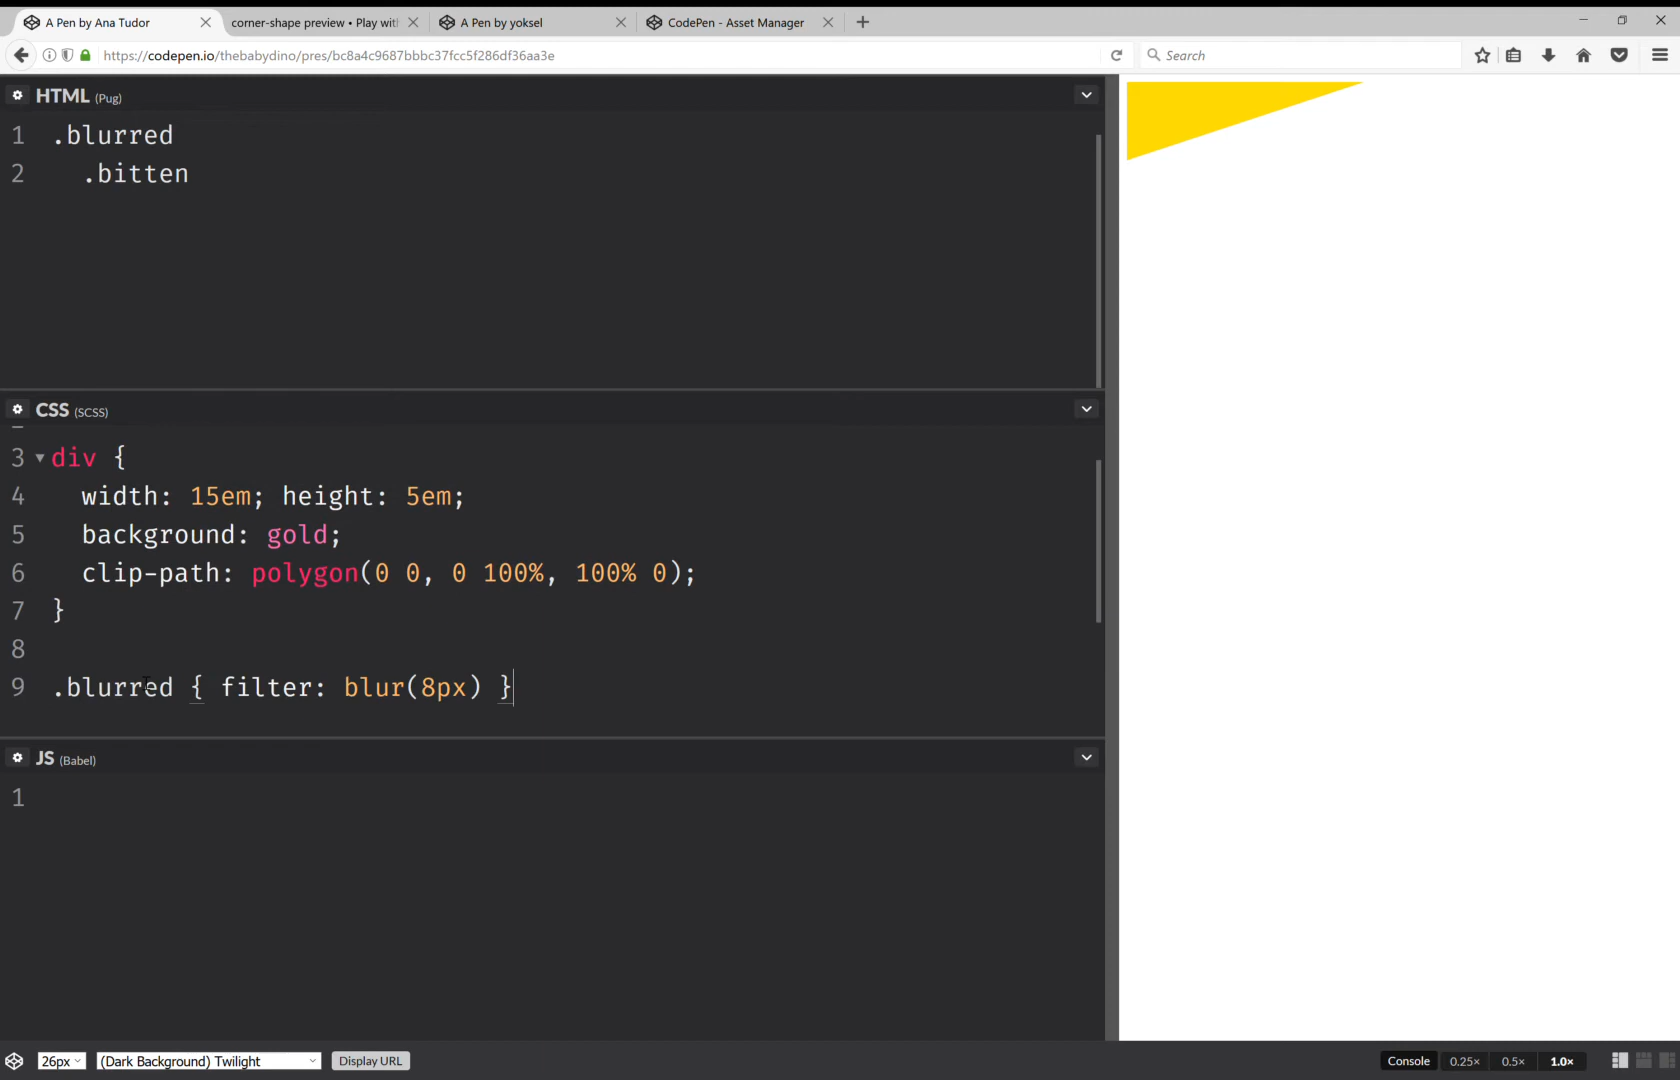 A Pen by Ana Tudor
corner-shape preview • Play with
A Pen by yoksel
CodePen - Asset Manager
https://codepen.io/thebabydino/pres/bc8a4c9687bbbc37fcc5f286df36aa3e
Search
HTML (Pug)
1 .blurred
2 .bitten
CSS (SCSS)
3 div {
4 width: 15em; height: 5em;
5 background: gold;
6 clip-path: polygon(0 0, 0 100%, 100% 0);
7 }
8
9 .blurred { filter: blur(8px) }
JS (Babel)
1
26px (Dark Background) Twilight Display URL
Console 0.25× 0.5× 1.0×